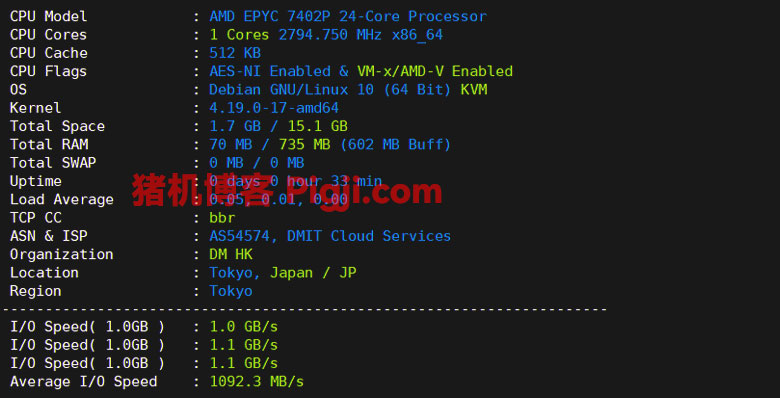 CPU Model : AMD EPYC 7402P 24-Core Processor
CPU Cores : 1 Cores 2794.750 MHz x86_64
CPU Cache : 512 KB
CPU Flags : AES-NI Enabled & VM-x/AMD-V Enabled
OS : Debian GNU/Linux 10 (64 Bit) KVM
Kernel : 4.19.0-17-amd64
Total Space : 1.7 GB / 15.1 GB
Total RAM : 70 MB / 735 MB (602 MB Buff)
Total SWAP : 0 MB / 0 MB
Uptime : 0 days 0 hour 33 min
猪机博客 Pigji.com
Load Average : 0.05, 0.01, 0.00
TCP CC : bbr
ASN & ISP : AS54574, DMIT Cloud Services
Organization : DM HK
Location : Tokyo, Japan / JP
Region : Tokyo
----------------------------------------------------------------------
I/O Speed( 1.0GB ) : 1.0 GB/s
I/O Speed( 1.0GB ) : 1.1 GB/s
I/O Speed( 1.0GB ) : 1.1 GB/s
Average I/O Speed : 1092.3 MB/s